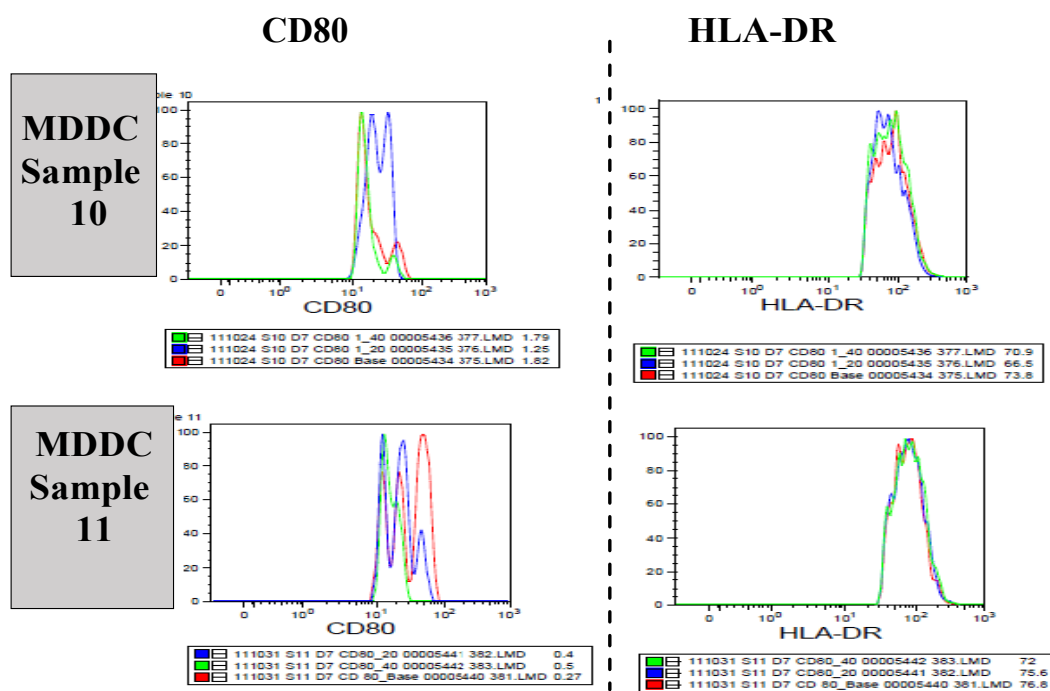 CD80
HLA-DR
MDDC
Sample
10
ple 10
100
80
60
40
20
0
0 10⁰ 10¹ 10² 10³
CD80
111024 S10 D7 CD80 1_40 00005436 377.LMD 1.79
111024 S10 D7 CD80 1_20 00005435 376.LMD 1.25
111024 S10 D7 CD80 Base 00005434 375.LMD 1.82
1
100
80
60
40
20
0
0 10⁰ 10¹ 10² 10³
HLA-DR
111024 S10 D7 CD80 1_40 00005436 377.LMD 70.9
111024 S10 D7 CD80 1_20 00005435 376.LMD 66.5
111024 S10 D7 CD80 Base 00005434 375.LMD 73.8
MDDC
Sample
11
e 11
100
80
60
40
20
0
0 10⁰ 10¹ 10² 10³
CD80
111031 S11 D7 CD80_20 00005441 382.LMD 0.4
111031 S11 D7 CD80_40 00005442 383.LMD 0.5
111031 S11 D7 CD 80_Base 00005440 381.LMD 0.27
100
80
60
40
20
0
0 10⁰ 10¹ 10² 10³
HLA-DR
111031 S11 D7 CD80_40 00005442 383.LMD 72
111031 S11 D7 CD80_20 00005441 382.LMD 75.6
111031 S11 D7 CD 80_Base 00005440 381.LMD 76.8